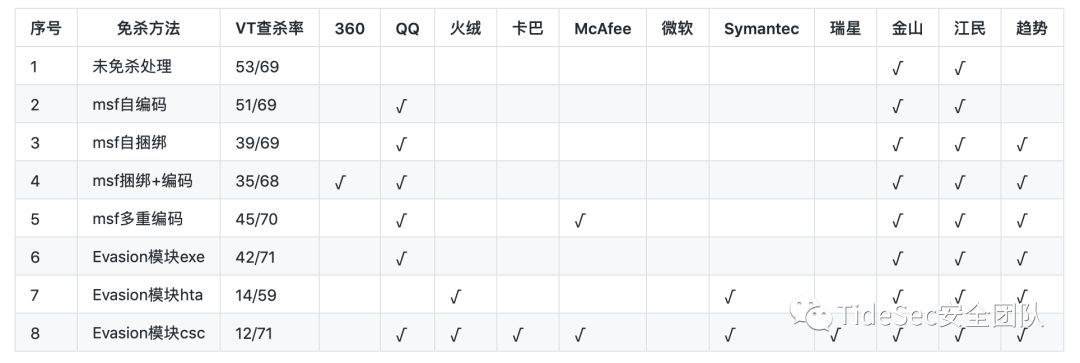 序号 免杀方法 VT查杀率 360 QQ 火绒 卡巴 McAfee 微软 Symantec 瑞星 金山 江民 趋势
1 未免杀处理 53/69 √ √
2 msf自编码 51/69 √ √ √
3 msf自捆绑 39/69 √ √ √ √
4 msf捆绑+编码 35/68 √ √ √ √ √
5 msf多重编码 45/70 √ √ √ √ √
6 Evasion模块exe 42/71 √ √ √ √
7 Evasion模块hta 14/59 √ √ √ √ √
8 Evasion模块csc 12/71 √ √ √ √ √ √ √ √ √
TideSec安全团队